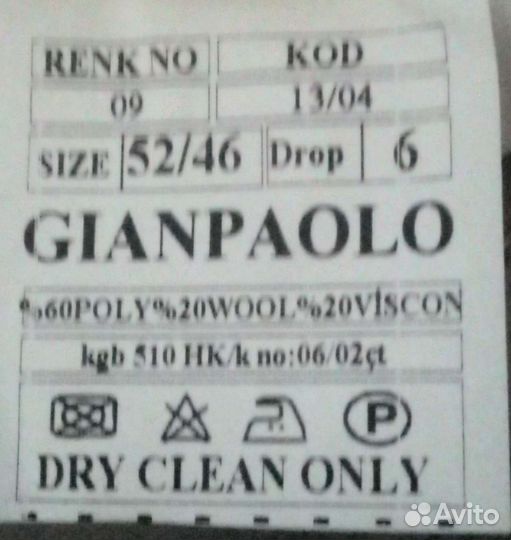 RENK NO KOD
09 13/04
SIZE 52/46 Drop 6
GIANPAOLO
%60POLY%20WOOL%20VİSCON
kgb 510 HK/k no:06/02çt
P
DRY CLEAN ONLY
Avito